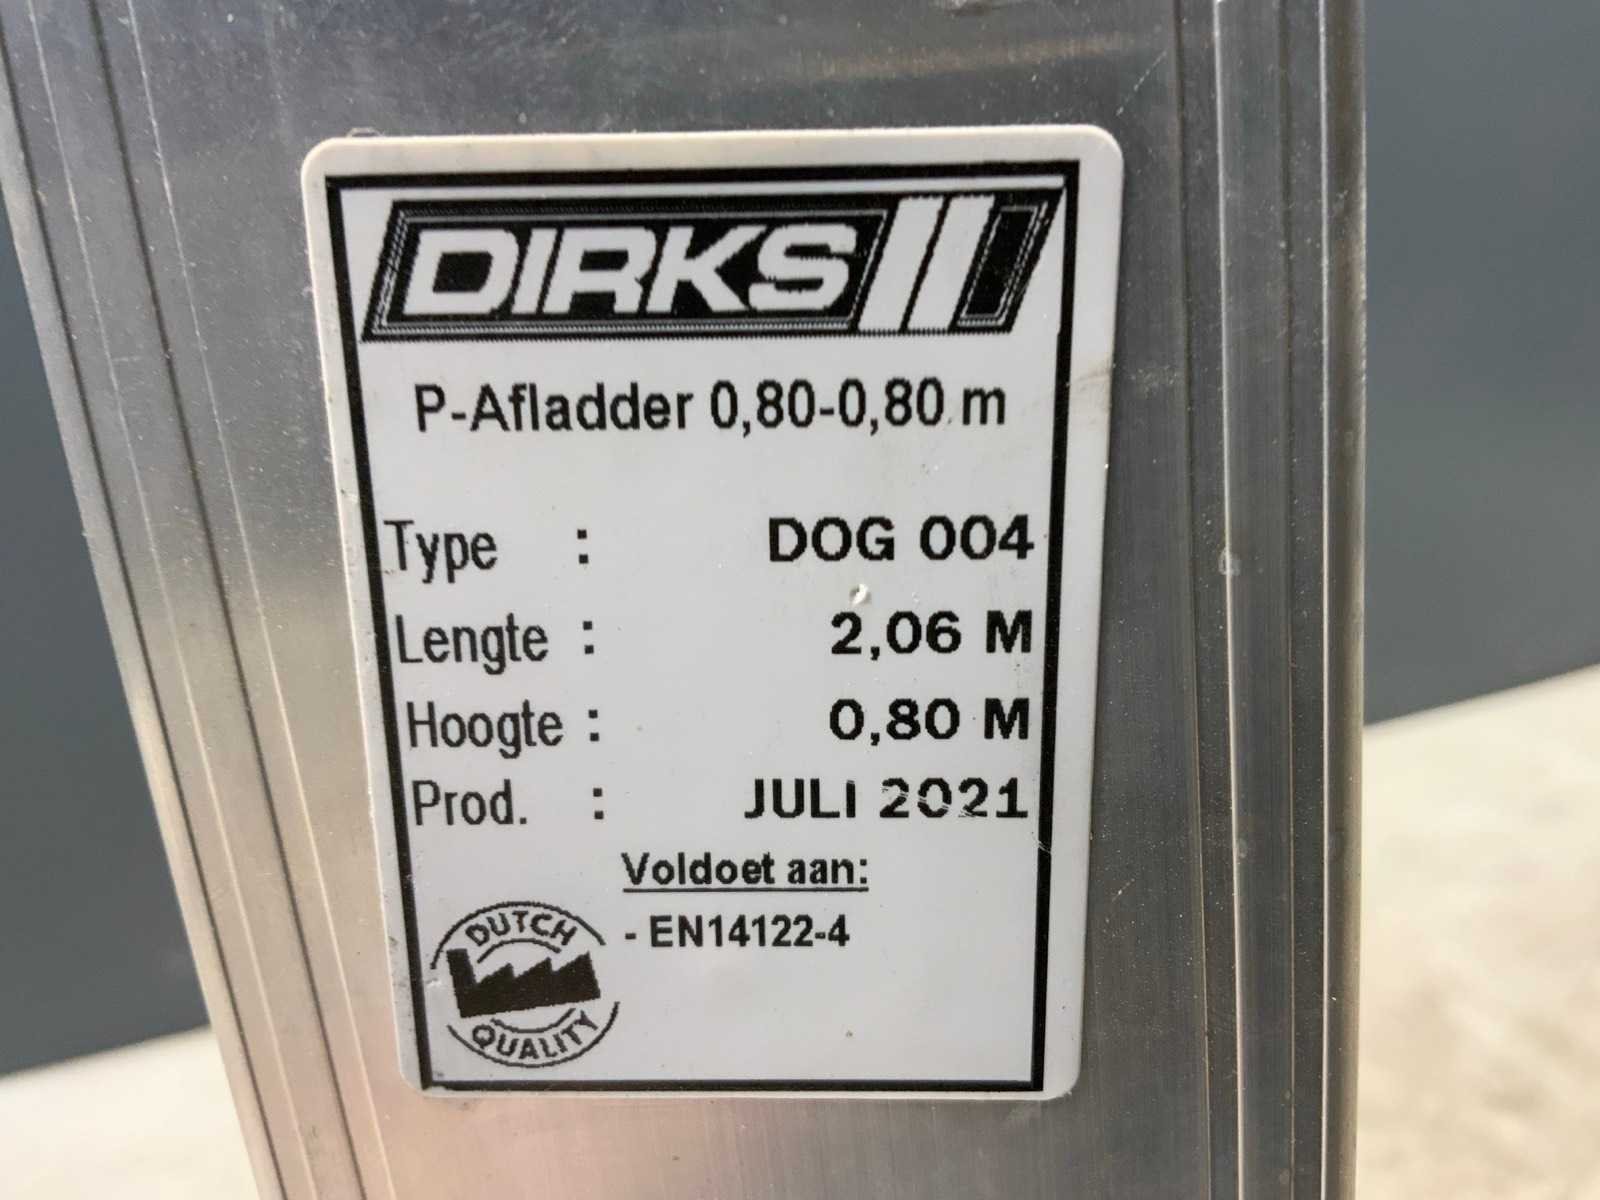 DIRKS
P-Afladder 0,80-0,80 m
Type : DOG 004
Lengte : 2,06 M
Hoogte : 0,80 M
Prod. : JULI 2021
Voldoet aan:
- EN14122-4
DUTCH
QUALITY